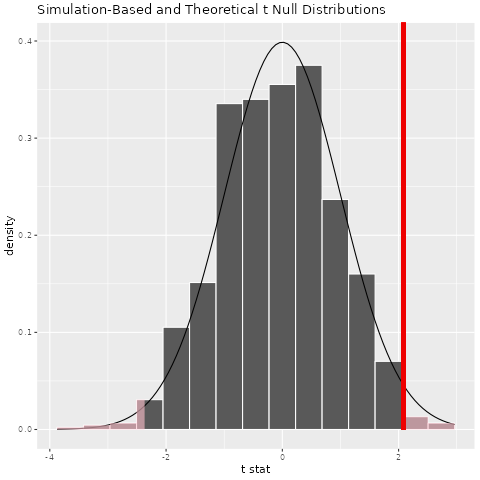 Simulation-Based and Theoretical t Null Distributions
0.4
0.3
0.2
0.1
0.0
density
-4 -2 0 2
t stat